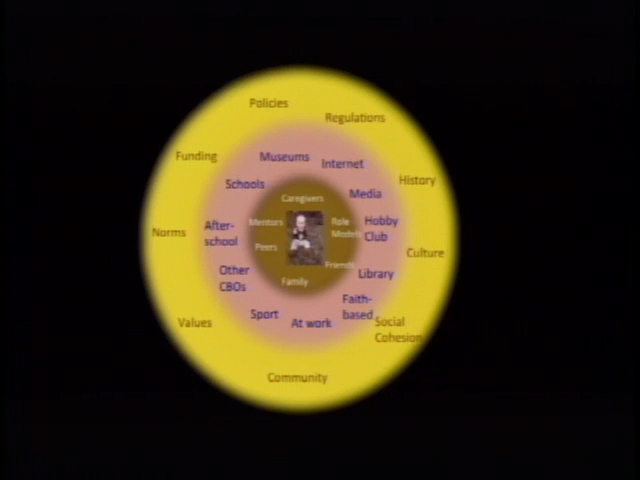 Policies
Regulations
Funding
Museums
Internet
Schools
History
Caregivers
Media
Mentors
Role
Models
Hobby
Club
Norms
After-
school
Peers
Culture
Friends
Family
Other
CBOs
Library
Faith-
based
Sport
At work
Values
Social
Cohesion
Community